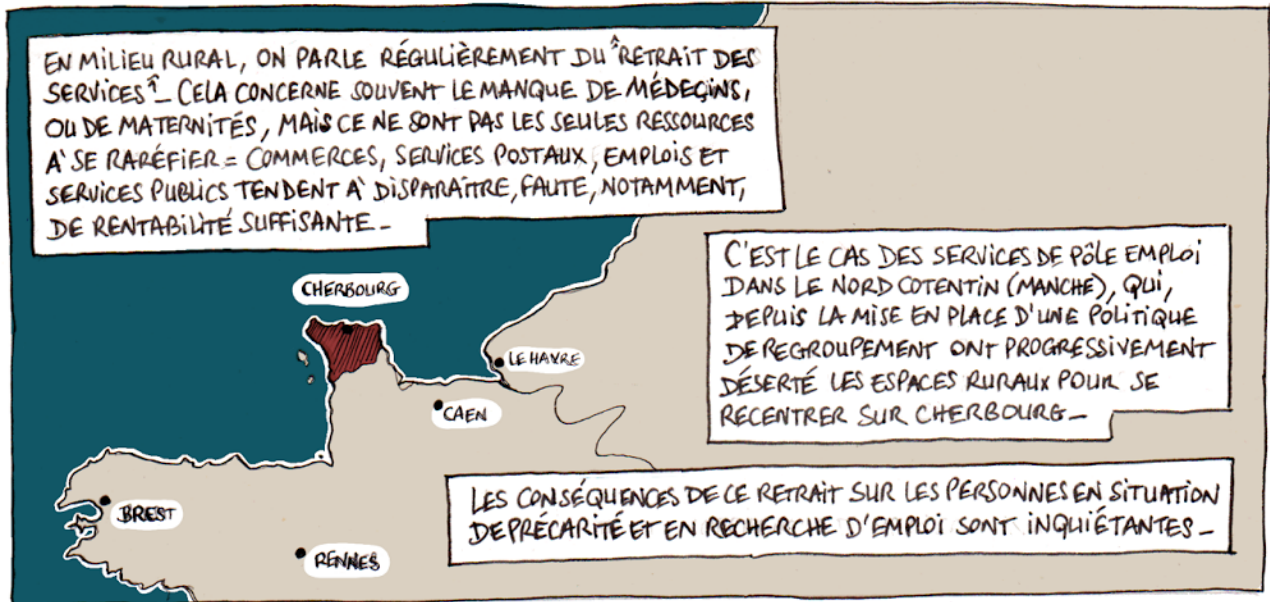 EN MILIEU RURAL, ON PARLE RÉGULIÈREMENT DU "RETRAIT DES
SERVICES"_ CELA CONCERNE SOUVENT LE MANQUE DE MÉDEÇINS,
OU DE MATERNITÉS, MAIS CE NE SONT PAS LES SEULES RESSOURCES
À SE RARÉFIER = COMMERCES, SERVICES POSTAUX, EMPLOIS ET
SERVICES PUBLICS TENDENT À DISPARAÎTRE, FAUTE, NOTAMMENT,
DE RENTABILITÉ SUFFISANTE_
C'EST LE CAS DES SERVICES DE PÔLE EMPLOI
DANS LE NORD COTENTIN (MANCHE), QUI,
DEPUIS LA MISE EN PLACE D'UNE POLITIQUE
DE REGROUPEMENT ONT PROGRESSIVEMENT
DÉSERTÉ LES ESPACES RURAUX POUR SE
RECENTRER SUR CHERBOURG_
CHERBOURG
LE HAVRE
CAEN
BREST
RENNES
LES CONSÉQUENCES DE CE RETRAIT SUR LES PERSONNES EN SITUATION
DE PRÉCARITÉ ET EN RECHERCHE D'EMPLOI SONT INQUIÉTANTES_